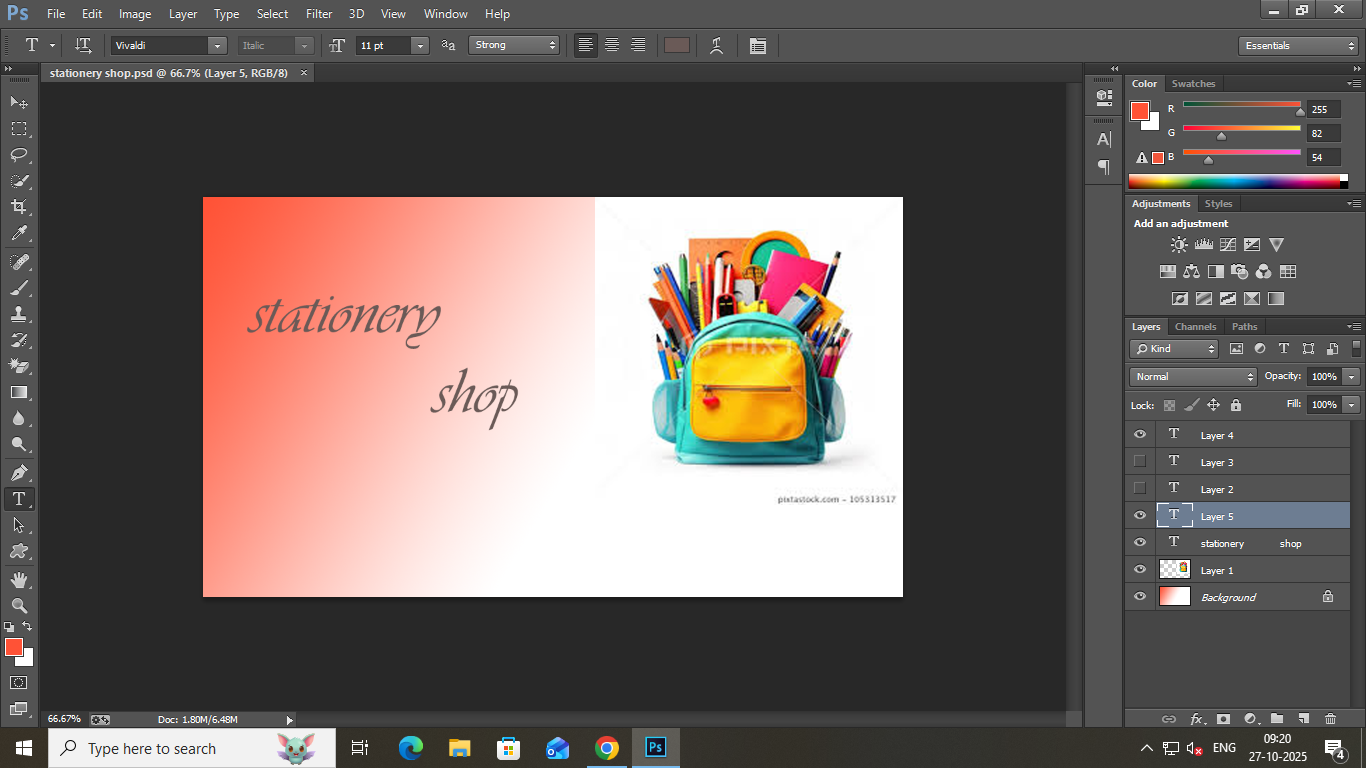 Ps File Edit Image Layer Type Select Filter 3D View Window Help
T Vivaldi Italic 11 pt Strong Essentials
stationery shop.psd @ 66.7% (Layer 5, RGB/8) ×
Color Swatches
R 255
G 82
B 54
Adjustments Styles
Add an adjustment
stationery
shop
PIXTA
pixtastock.com - 105313517
Layers Channels Paths
Kind
Normal Opacity: 100%
Lock: Fill: 100%
T Layer 4
T Layer 3
T Layer 2
T Layer 5
T stationery shop
Layer 1
Background
66.67% Doc: 1.80M/6.48M
Type here to search
Ps
ENG
09:20
27-10-2025
4